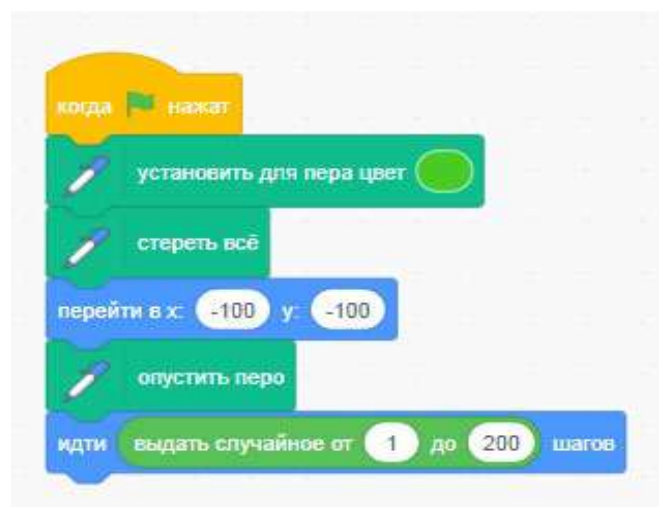 когда нажат
установить для пера цвет
стереть всё
перейти в x: -100 y: -100
опустить перо
идти выдать случайное от 1 до 200 шагов